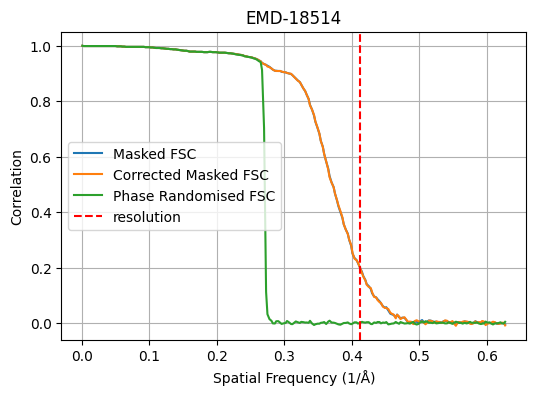 EMD-18514
1.0
0.8
0.6
0.4
0.2
0.0
Correlation
Masked FSC
Corrected Masked FSC
Phase Randomised FSC
resolution
0.0 0.1 0.2 0.3 0.4 0.5 0.6
Spatial Frequency (1/Å)